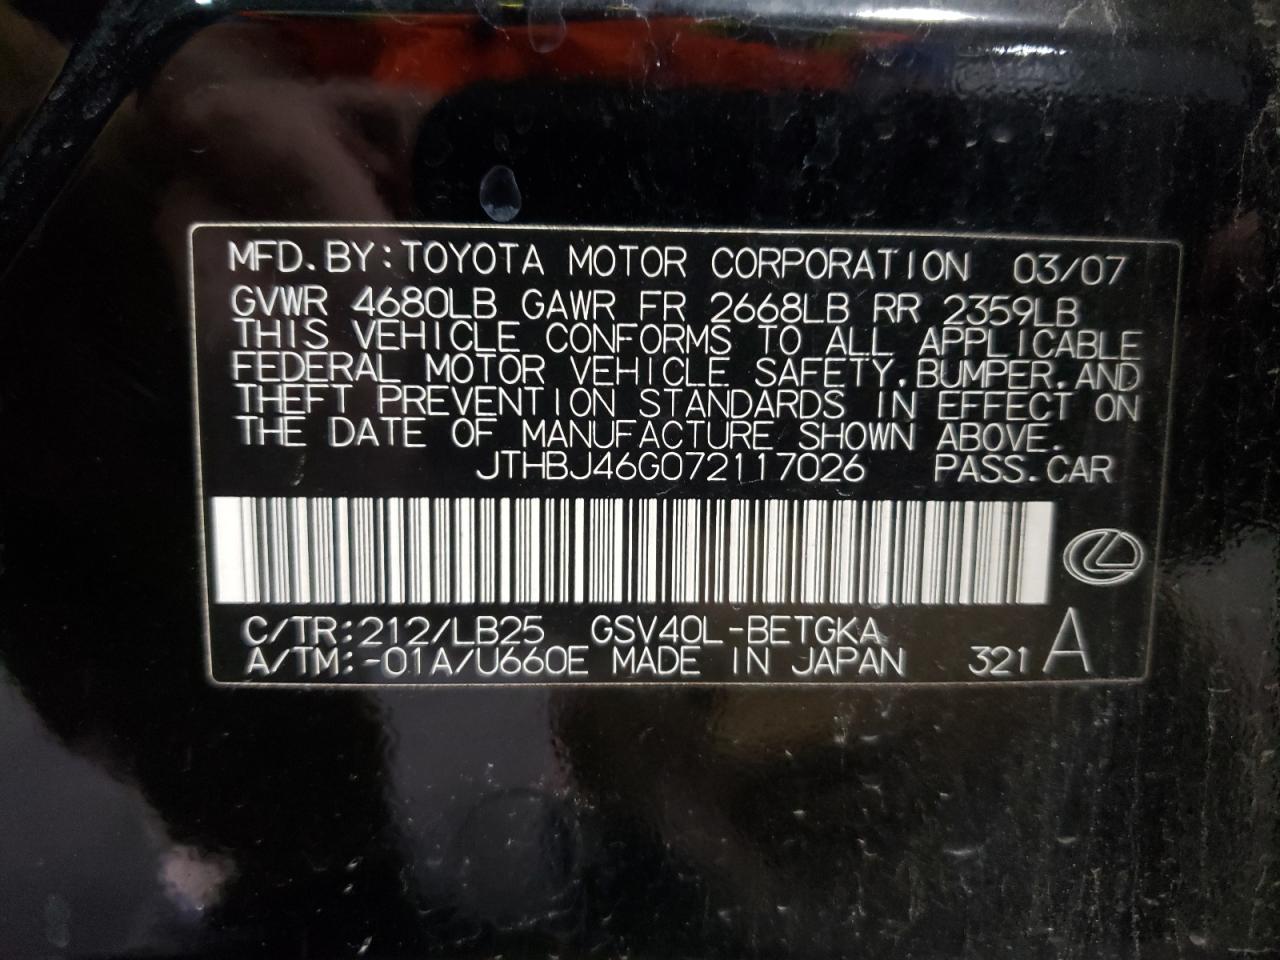 MFD. BY: TOYOTA MOTOR CORPORATION 03/07
GVWR 4680LB GAWR FR 2668LB RR 2359LB
THIS VEHICLE CONFORMS TO ALL APPLICABLE
FEDERAL MOTOR VEHICLE SAFETY, BUMPER, AND
THEFT PREVENTION STANDARDS IN EFFECT ON
THE DATE OF MANUFACTURE SHOWN ABOVE.
JTHBJ46G072117026 PASS. CAR
C/TR: 212/LB25 GSV40L-BETGKA
A/TM: -01A/U660E MADE IN JAPAN 321 A